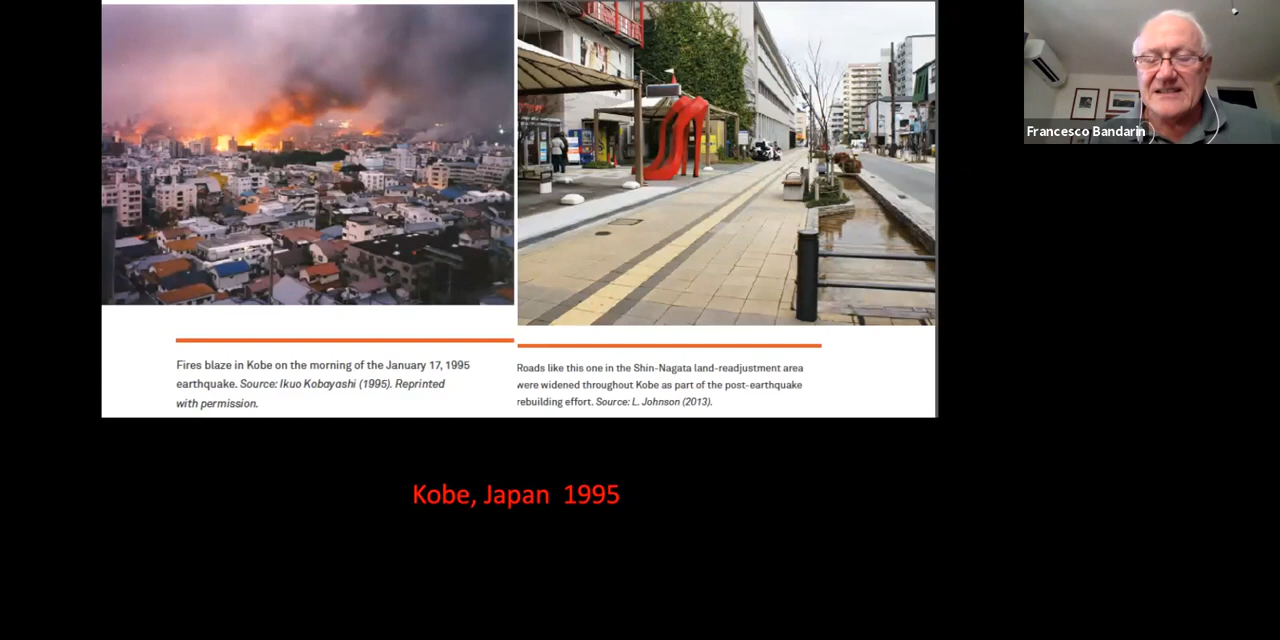 Francesco Bandarin
Fires blaze in Kobe on the morning of the January 17, 1995
earthquake. Source: Ikuo Kobayashi (1995). Reprinted
with permission.
Roads like this one in the Shin-Nagata land-readjustment area
were widened throughout Kobe as part of the post-earthquake
rebuilding effort. Source: L. Johnson (2013).
Kobe, Japan  1995